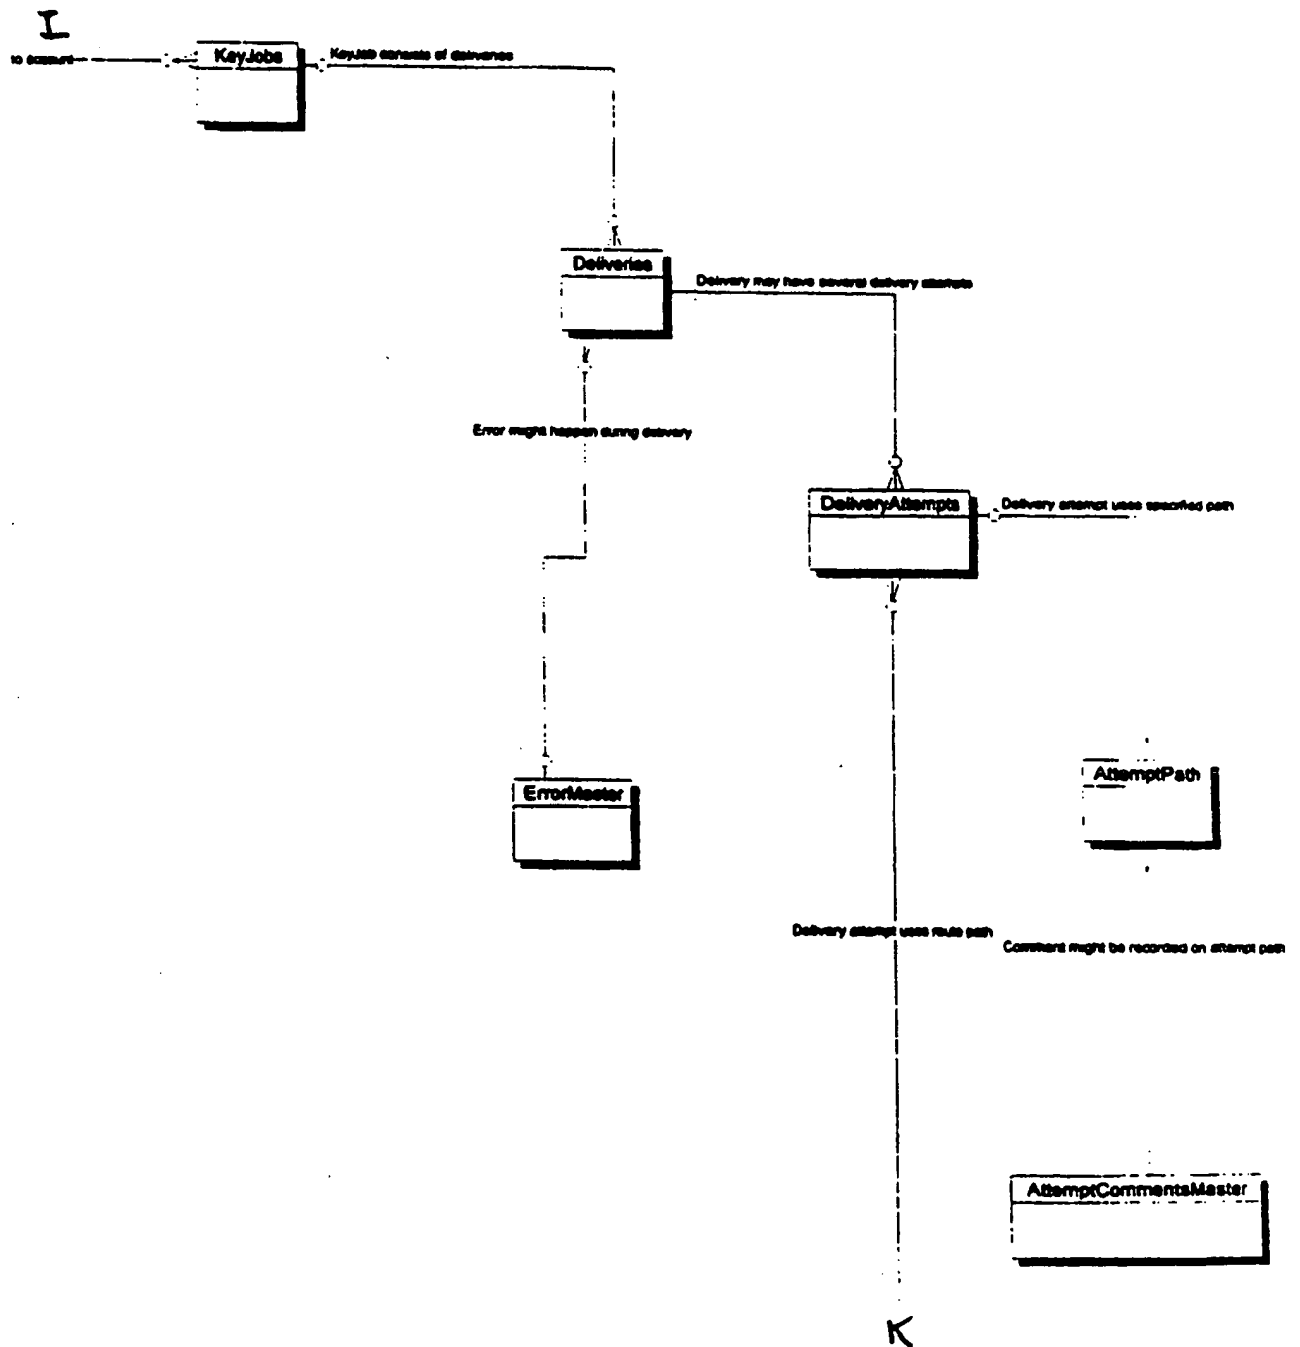 I
to account
KeyJobs
KeyJob consists of deliveries
Deliveries
Delivery may have several delivery attempts
Error might happen during delivery
DeliveryAttempts
Delivery attempt uses specified path
AttemptPath
ErrorMaster
Delivery attempt uses route path
Comment might be recorded on attempt path
AttemptCommentsMaster
K